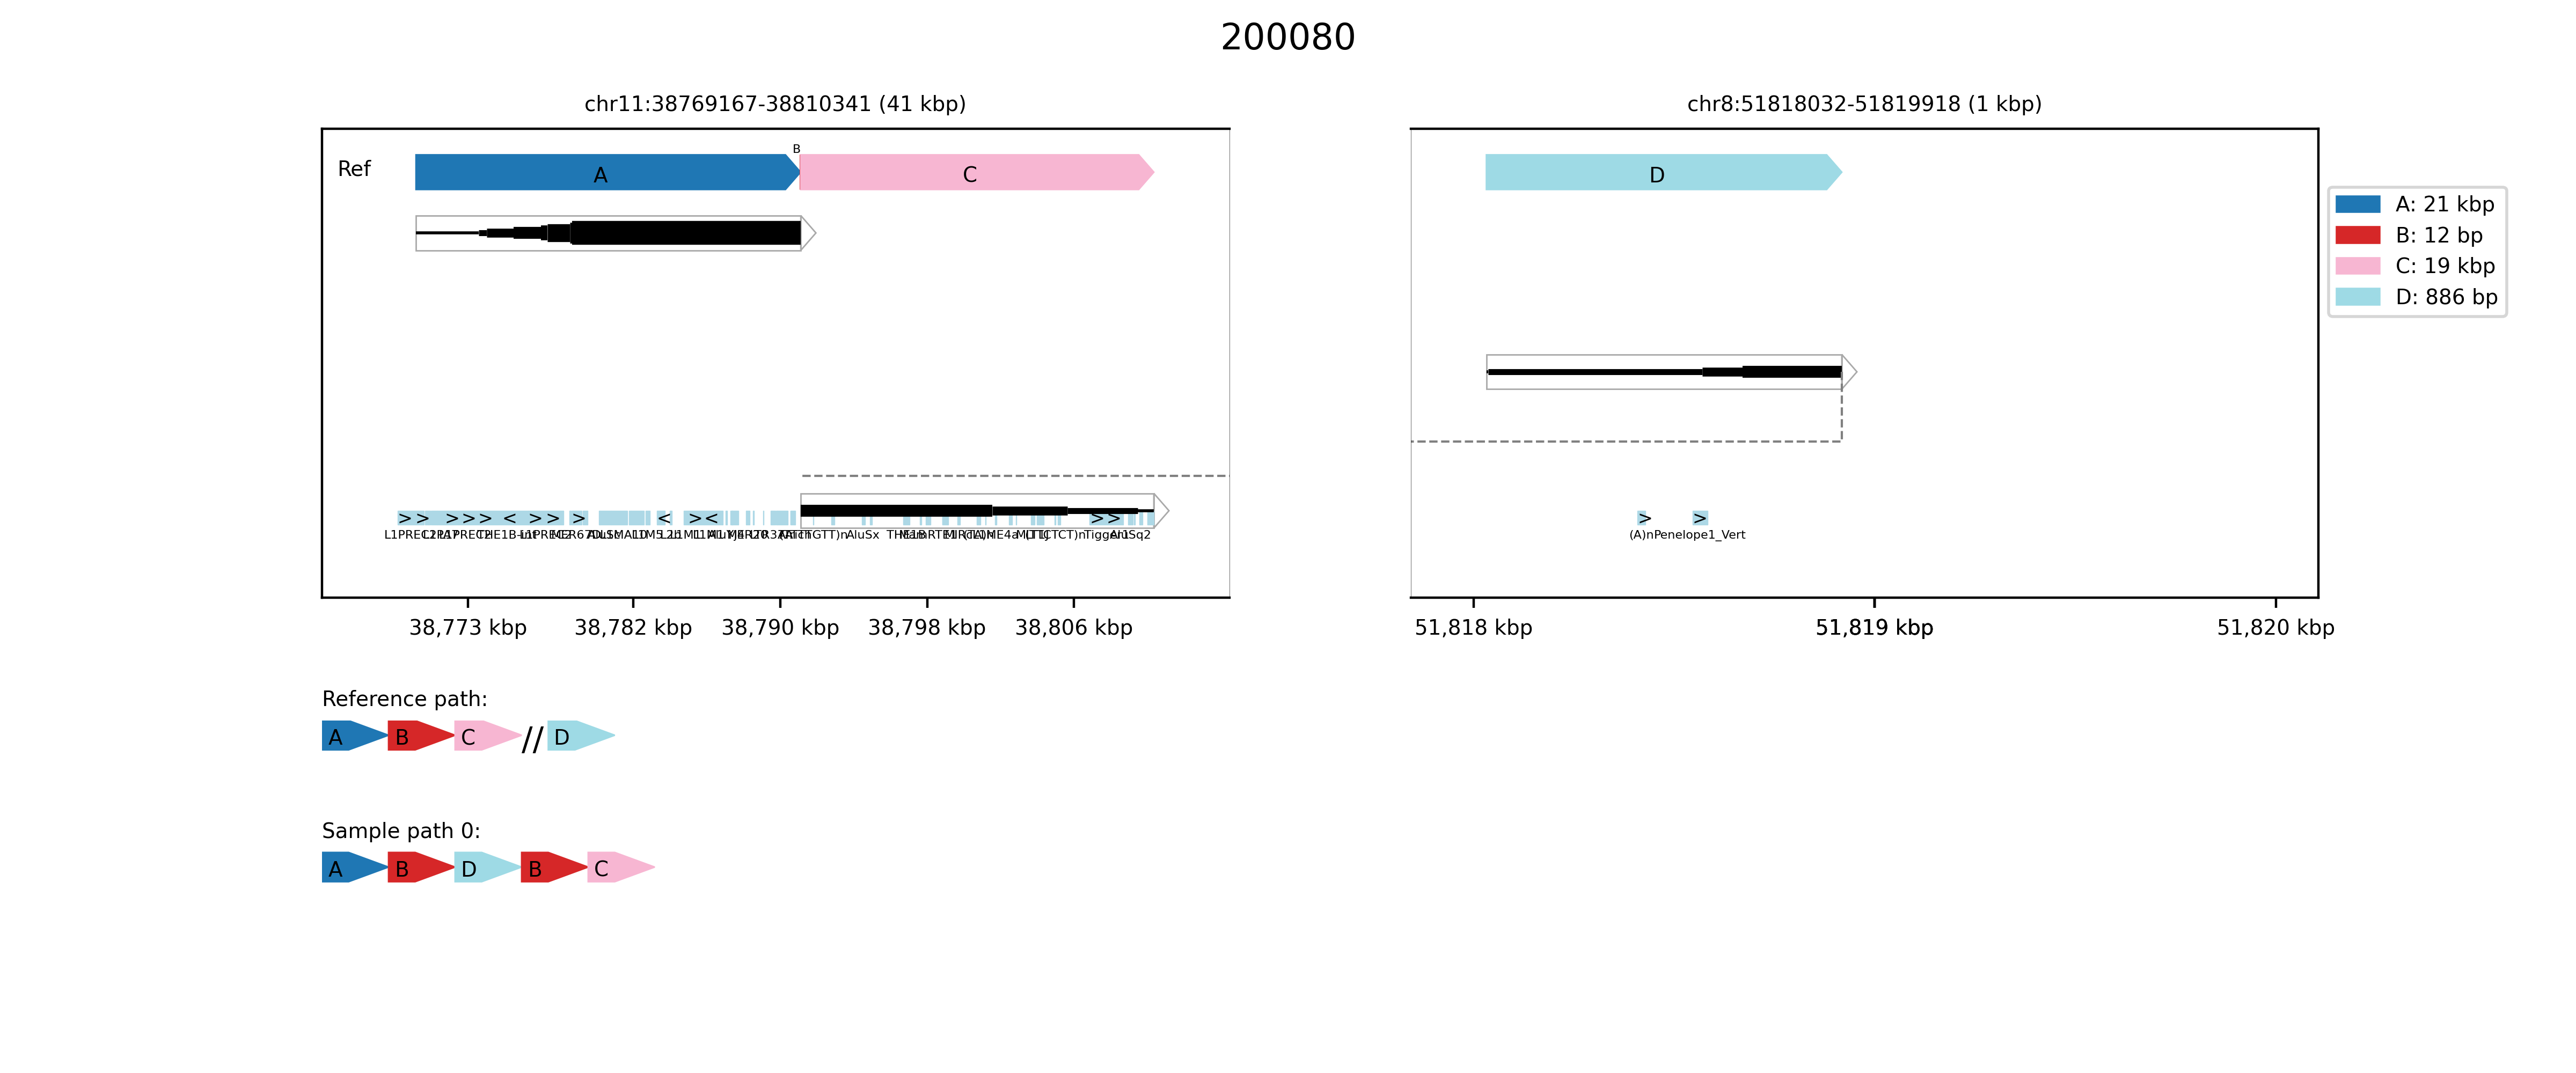 200080
chr11:38769167-38810341 (41 kbp)
chr8:51818032-51819918 (1 kbp)
Ref
A
B
C
D
A: 21 kbp
B: 12 bp
C: 19 kbp
D: 886 bp
> > > > > < > > > < > < > >
> >
AluSx
AluSq2
(A)n Penelope1_Vert
38,773 kbp 38,782 kbp 38,790 kbp 38,798 kbp 38,806 kbp
51,818 kbp 51,819 kbp 51,820 kbp
Reference path:
A B C // D
Sample path 0:
A B D B C